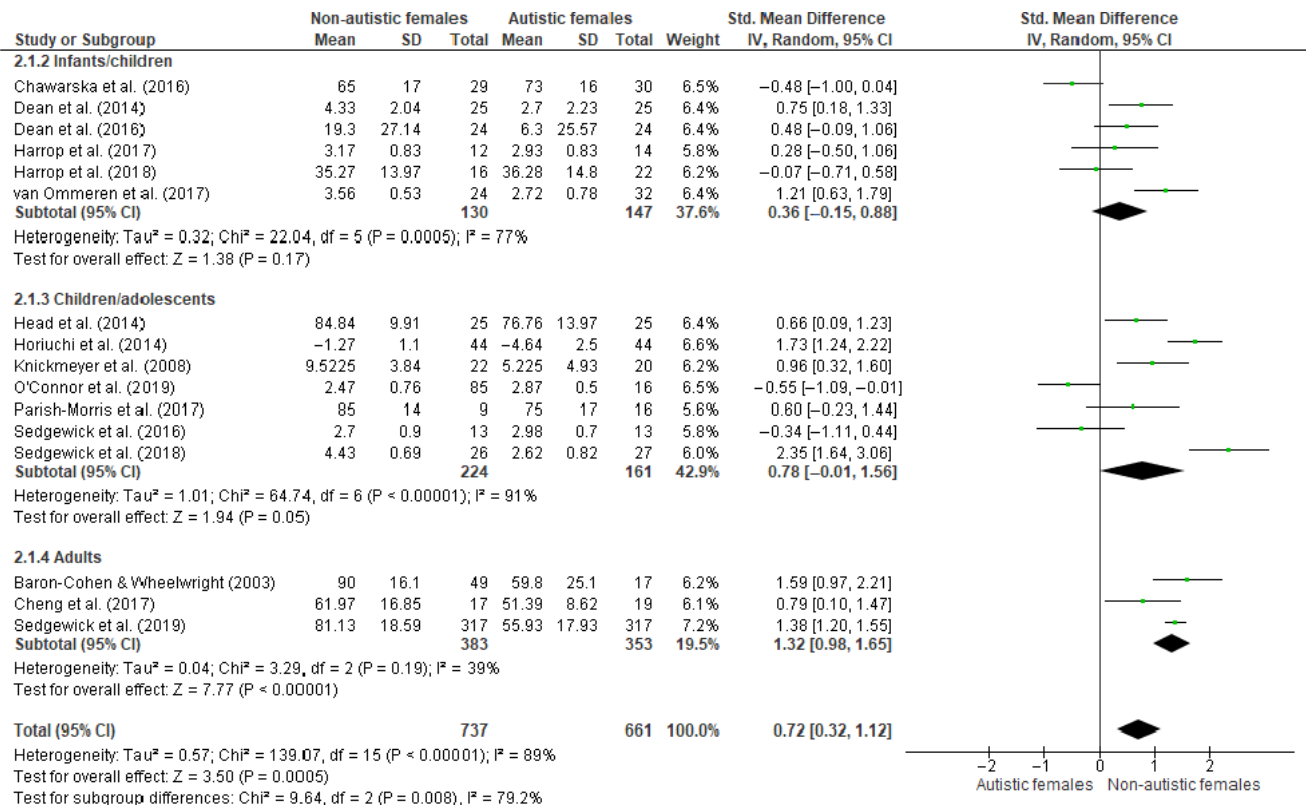 Non-autistic females Autistic females Std. Mean Difference Std. Mean Difference
Study or Subgroup Mean SD Total Mean SD Total Weight IV, Random, 95% CI IV, Random, 95% CI
2.1.2 Infants/children
Chawarska et al. (2016) 65 17 29 73 16 30 6.5% −0.48 [−1.00, 0.04]
Dean et al. (2014) 4.33 2.04 25 2.7 2.23 25 6.4% 0.75 [0.18, 1.33]
Dean et al. (2016) 19.3 27.14 24 6.3 25.57 24 6.4% 0.48 [−0.09, 1.06]
Harrop et al. (2017) 3.17 0.83 12 2.93 0.83 14 5.8% 0.28 [−0.50, 1.06]
Harrop et al. (2018) 35.27 13.97 16 36.28 14.8 22 6.2% −0.07 [−0.71, 0.58]
van Ommeren et al. (2017) 3.56 0.53 24 2.72 0.78 32 6.4% 1.21 [0.63, 1.79]
Subtotal (95% CI) 130 147 37.6% 0.36 [−0.15, 0.88]
Heterogeneity: Tau² = 0.32; Chi² = 22.04, df = 5 (P = 0.0005); I² = 77%
Test for overall effect: Z = 1.38 (P = 0.17)
2.1.3 Children/adolescents
Head et al. (2014) 84.84 9.91 25 76.76 13.97 25 6.4% 0.66 [0.09, 1.23]
Horiuchi et al. (2014) −1.27 1.1 44 −4.64 2.5 44 6.6% 1.73 [1.24, 2.22]
Knickmeyer et al. (2008) 9.5225 3.84 22 5.225 4.93 20 6.2% 0.96 [0.32, 1.60]
O'Connor et al. (2019) 2.47 0.76 85 2.87 0.5 16 6.5% −0.55 [−1.09, −0.01]
Parish-Morris et al. (2017) 85 14 9 75 17 16 5.6% 0.60 [−0.23, 1.44]
Sedgewick et al. (2016) 2.7 0.9 13 2.98 0.7 13 5.8% −0.34 [−1.11, 0.44]
Sedgewick et al. (2018) 4.43 0.69 26 2.62 0.82 27 6.0% 2.35 [1.64, 3.06]
Subtotal (95% CI) 224 161 42.9% 0.78 [−0.01, 1.56]
Heterogeneity: Tau² = 1.01; Chi² = 64.74, df = 6 (P < 0.00001); I² = 91%
Test for overall effect: Z = 1.94 (P = 0.05)
2.1.4 Adults
Baron-Cohen & Wheelwright (2003) 90 16.1 49 59.8 25.1 17 6.2% 1.59 [0.97, 2.21]
Cheng et al. (2017) 61.97 16.85 17 51.39 8.62 19 6.1% 0.79 [0.10, 1.47]
Sedgewick et al. (2019) 81.13 18.59 317 55.93 17.93 317 7.2% 1.38 [1.20, 1.55]
Subtotal (95% CI) 383 353 19.5% 1.32 [0.98, 1.65]
Heterogeneity: Tau² = 0.04; Chi² = 3.29, df = 2 (P = 0.19); I² = 39%
Test for overall effect: Z = 7.77 (P < 0.00001)
Total (95% CI) 737 661 100.0% 0.72 [0.32, 1.12]
Heterogeneity: Tau² = 0.57; Chi² = 139.07, df = 15 (P < 0.00001); I² = 89%
Test for overall effect: Z = 3.50 (P = 0.0005)
Test for subgroup differences: Chi² = 9.64, df = 2 (P = 0.008), I² = 79.2%
−2 −1 0 1 2
Autistic females Non-autistic females